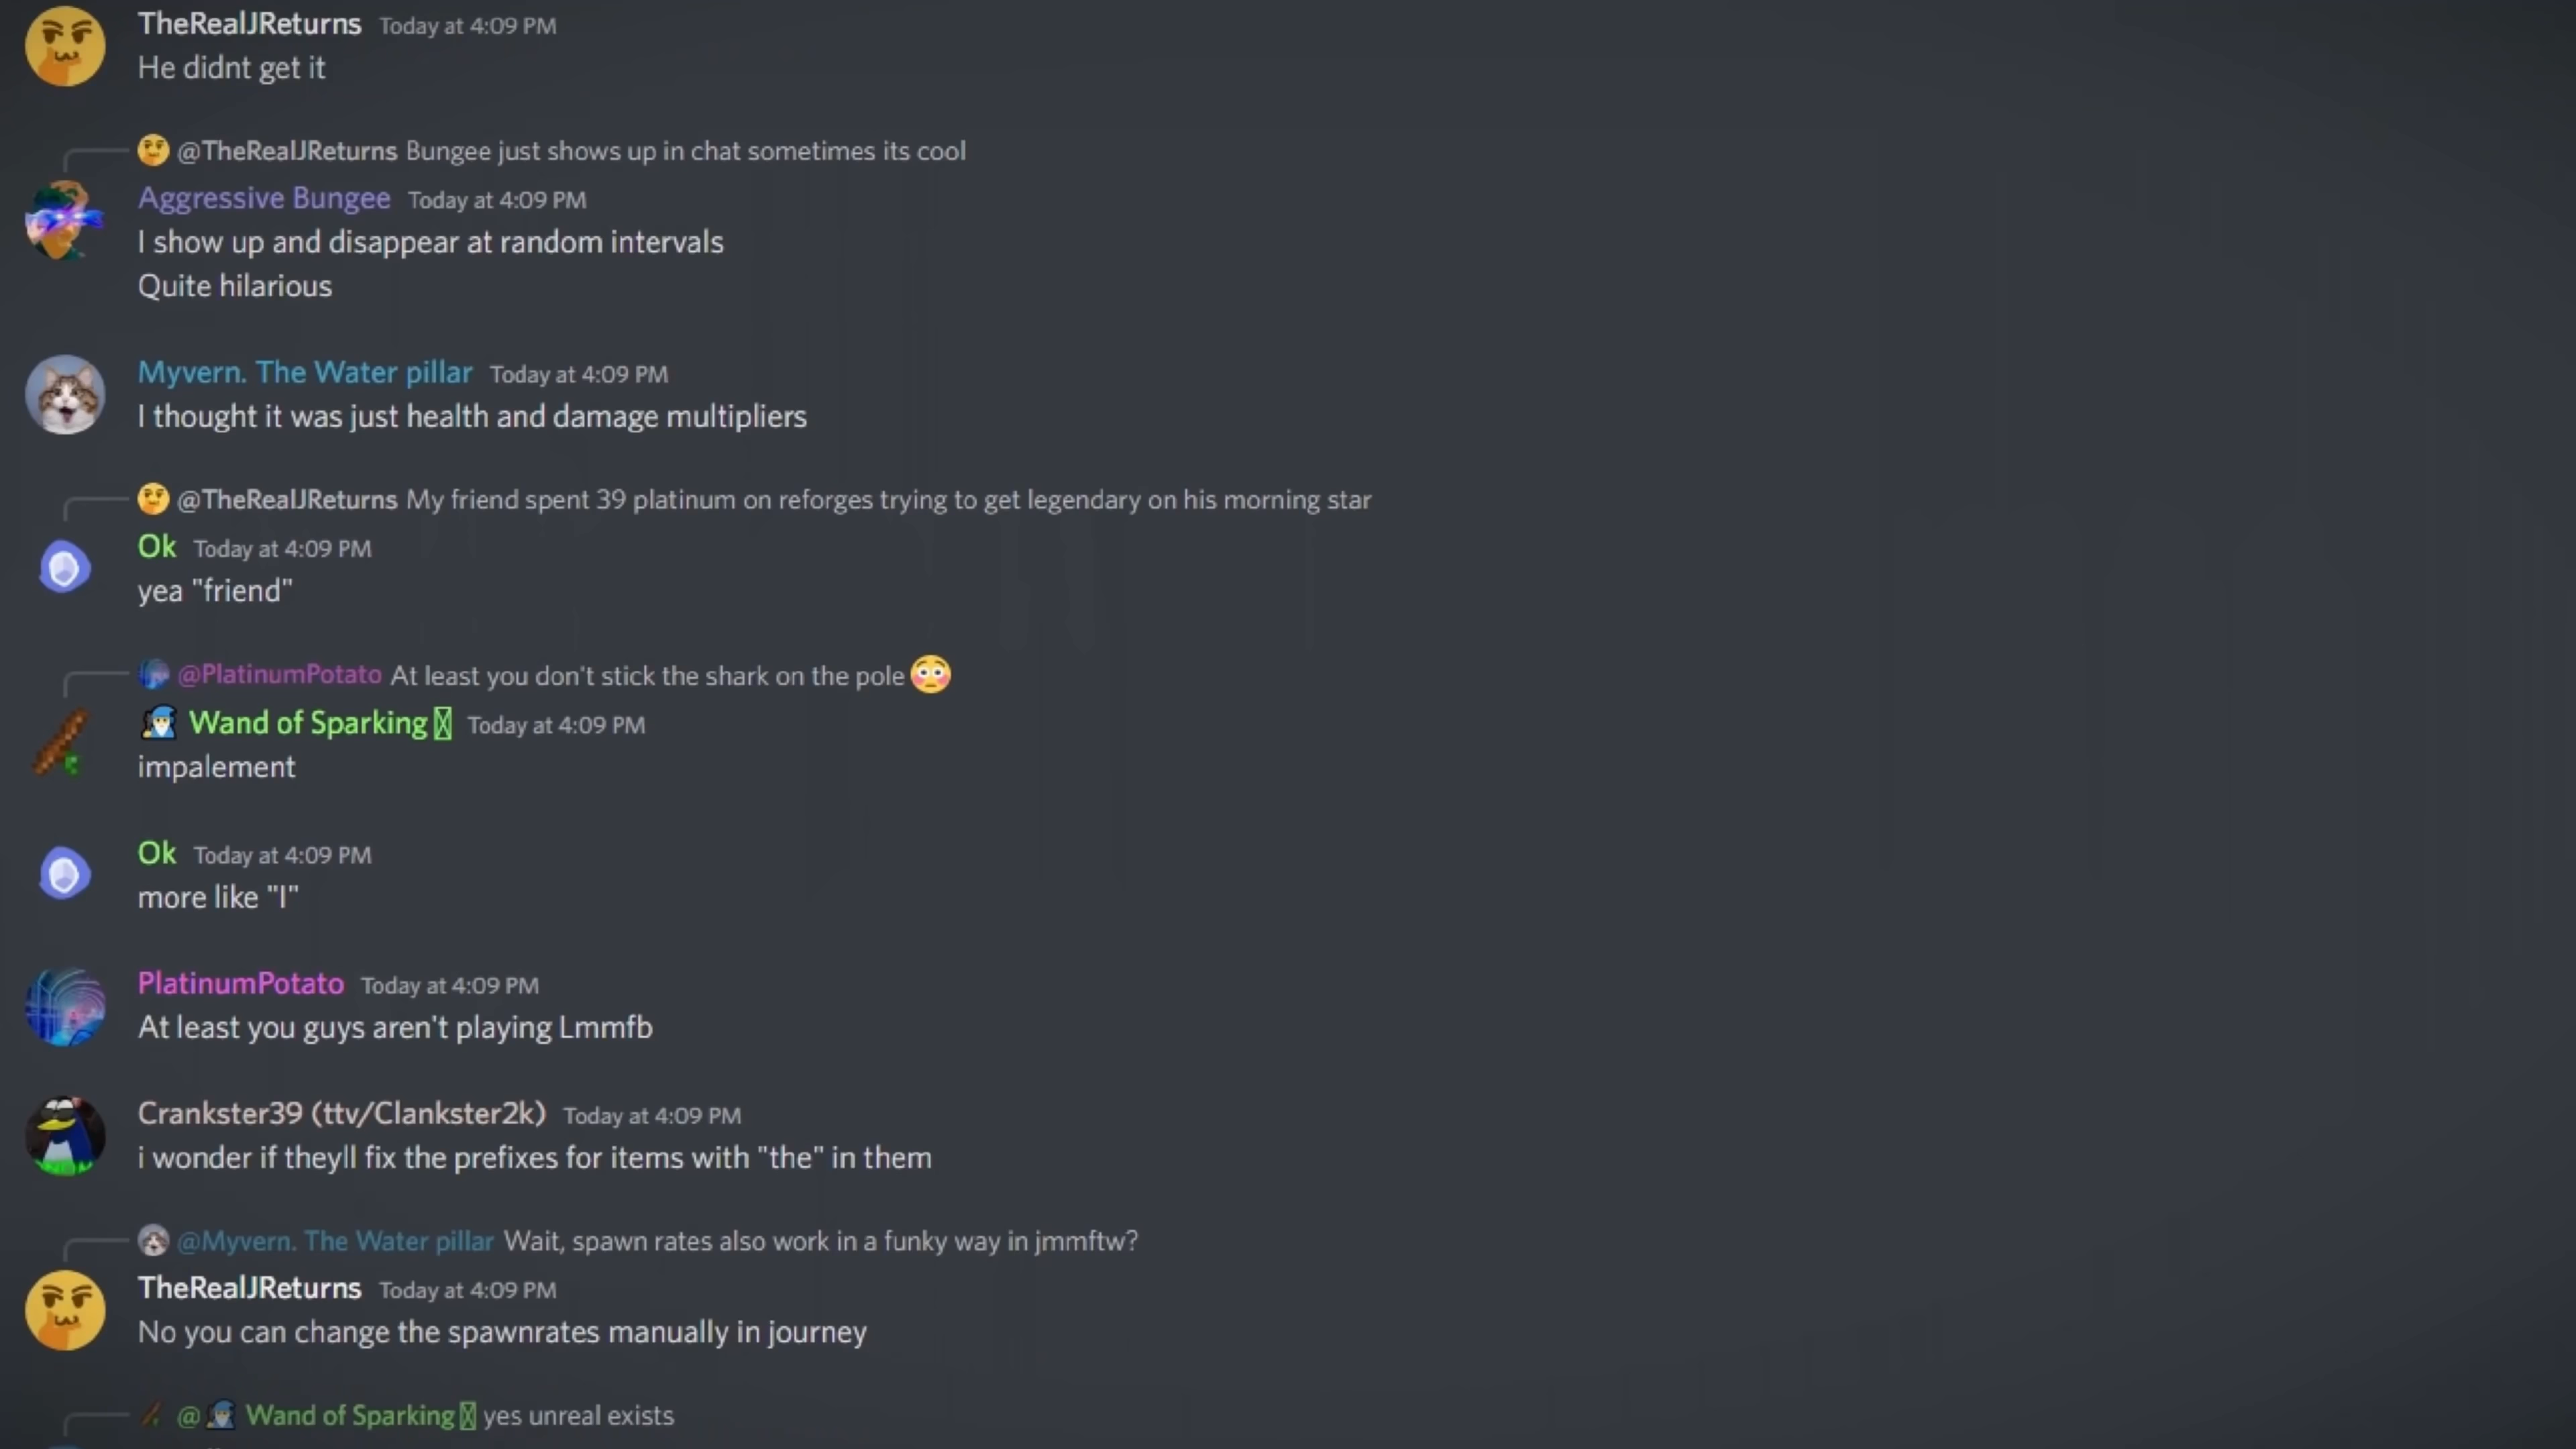 TheRealJReturns Today at 4:09 PM
He didnt get it
@TheRealJReturns Bungee just shows up in chat sometimes its cool
Aggressive Bungee Today at 4:09 PM
I show up and disappear at random intervals
Quite hilarious
Myvern. The Water pillar Today at 4:09 PM
I thought it was just health and damage multipliers
@TheRealJReturns My friend spent 39 platinum on reforges trying to get legendary on his morning star
Ok Today at 4:09 PM
yea "friend"
@PlatinumPotato At least you don't stick the shark on the pole 😳
Wand of Sparking Today at 4:09 PM
impalement
Ok Today at 4:09 PM
more like "I"
PlatinumPotato Today at 4:09 PM
At least you guys aren't playing Lmmfb
Crankster39 (ttv/Clankster2k) Today at 4:09 PM
i wonder if theyll fix the prefixes for items with "the" in them
@Myvern. The Water pillar Wait, spawn rates also work in a funky way in jmmftw?
TheRealJReturns Today at 4:09 PM
No you can change the spawnrates manually in journey
@ Wand of Sparking yes unreal exists